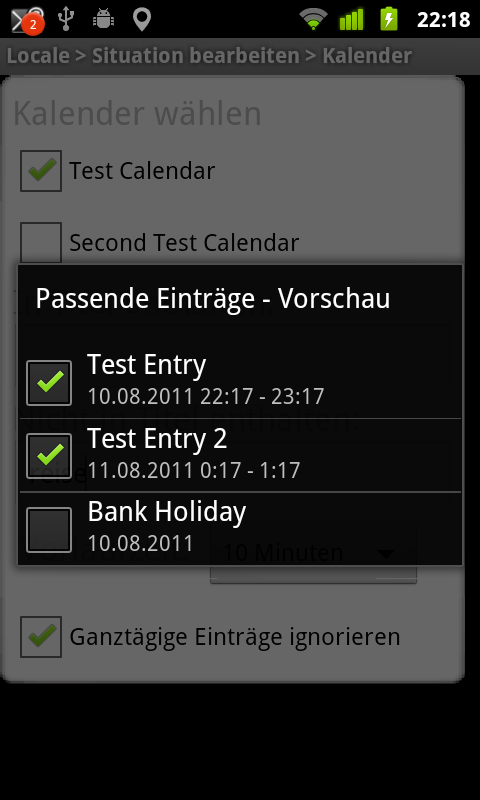 2
22:18
Locale > Situation bearbeiten > Kalender
Kalender wählen
Test Calendar
Second Test Calendar
Passende Einträge - Vorschau
Test Entry
10.08.2011 22:17 - 23:17
Test Entry 2
11.08.2011 0:17 - 1:17
Bank Holiday
10.08.2011
10 Minuten
Ganztägige Einträge ignorieren